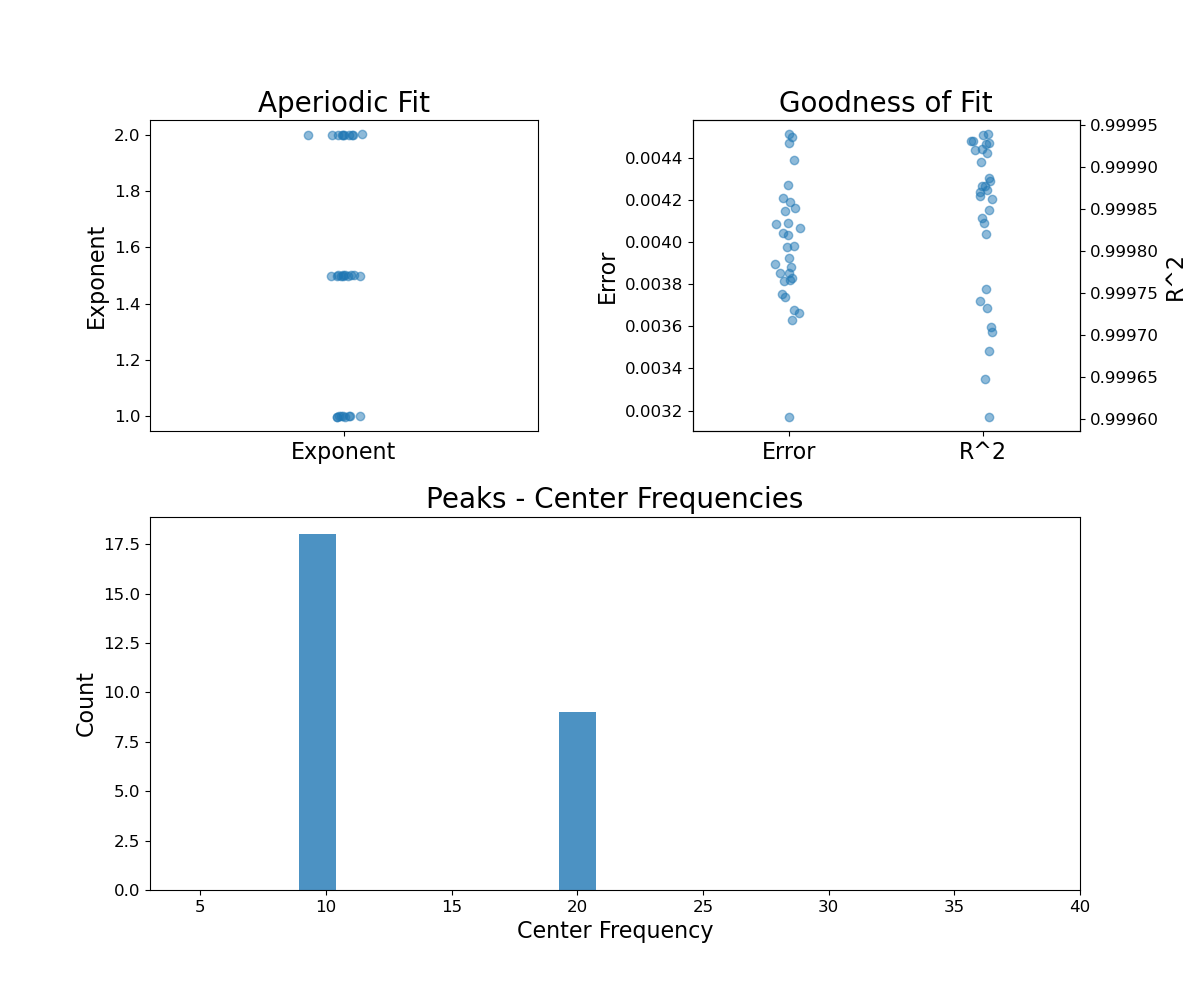 Aperiodic Fit
Exponent
2.0
1.8
1.6
1.4
1.2
1.0
Exponent
Goodness of Fit
Error
0.0044
0.0042
0.0040
0.0038
0.0036
0.0034
0.0032
0.99995
0.99990
0.99985
0.99980
0.99975
0.99970
0.99965
0.99960
R^2
Error R^2
Peaks - Center Frequencies
Count
17.5
15.0
12.5
10.0
7.5
5.0
2.5
0.0
5 10 15 20 25 30 35 40
Center Frequency